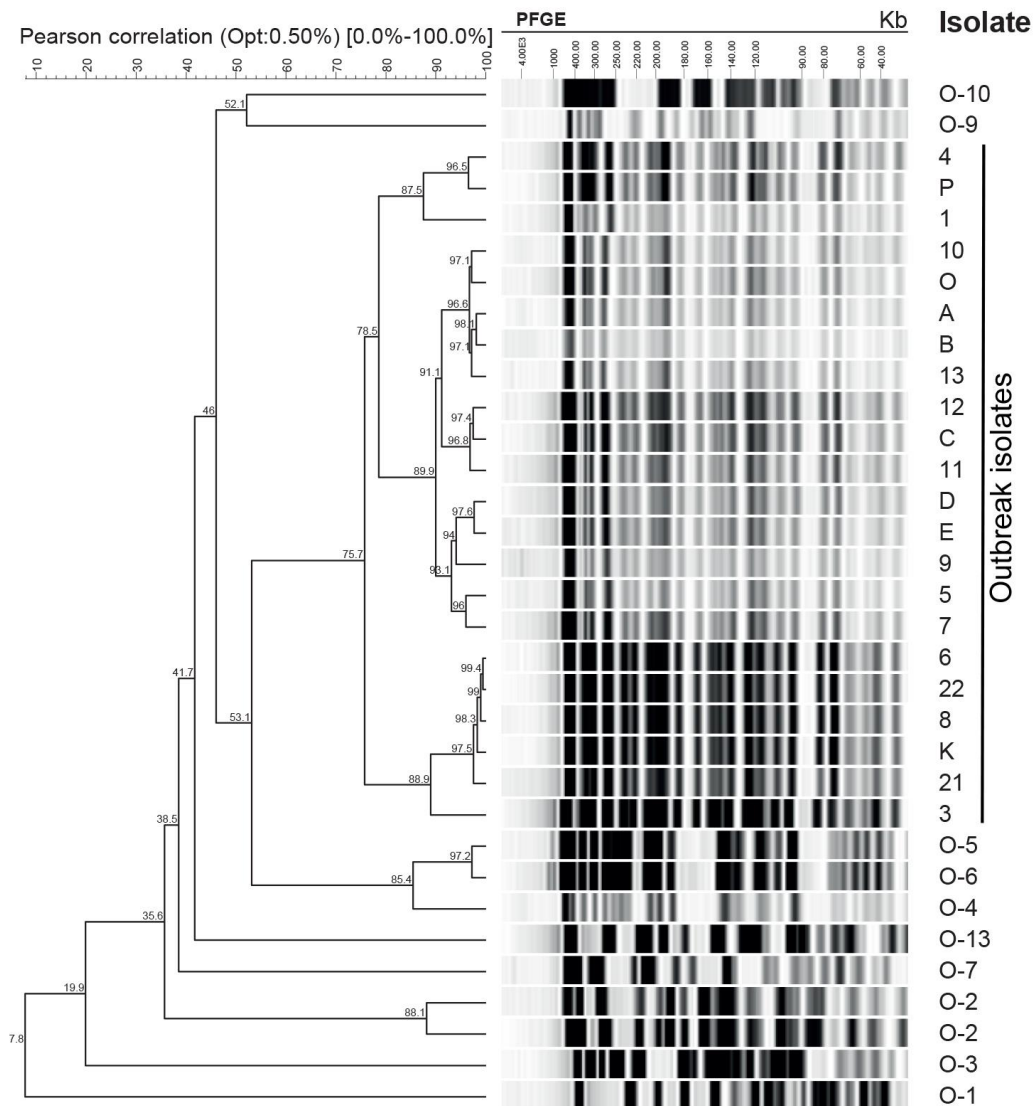 PFGE Kb Isolate
Pearson correlation (Opt:0.50%) [0.0%-100.0%]
10 20 30 40 50 60 70 80 90 100
4.00E3 1000 400.00 300.00 250.00 220.00 200.00 180.00 160.00 140.00 120.00 90.00 80.00 60.00 40.00
O-10
52.1
O-9
4
96.5
P
87.5
1
10
97.1
O
96.6
A
98.1
78.5
B
97.1
91.1
13
12
97.4
46
C
96.8
11
89.9
D
97.6
E
94
75.7
9
93.1
5
96
7
6
99.4
41.7
22
99
8
98.3
53.1
K
97.5
88.9
21
3
38.5
O-5
97.2
O-6
85.4
O-4
35.6
O-13
O-7
19.9
O-2
88.1
O-2
7.8
O-3
O-1
Outbreak isolates